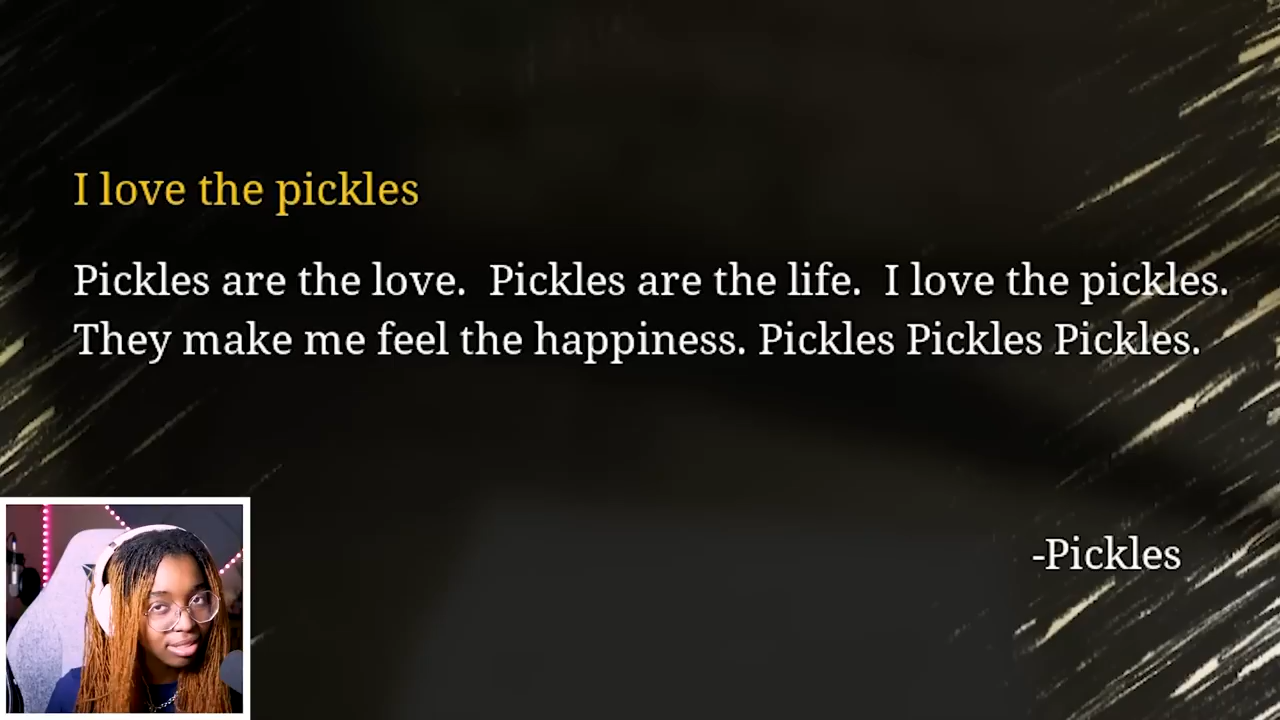 I love the pickles
Pickles are the love.  Pickles are the life.  I love the pickles.
They make me feel the happiness. Pickles Pickles Pickles.
-Pickles